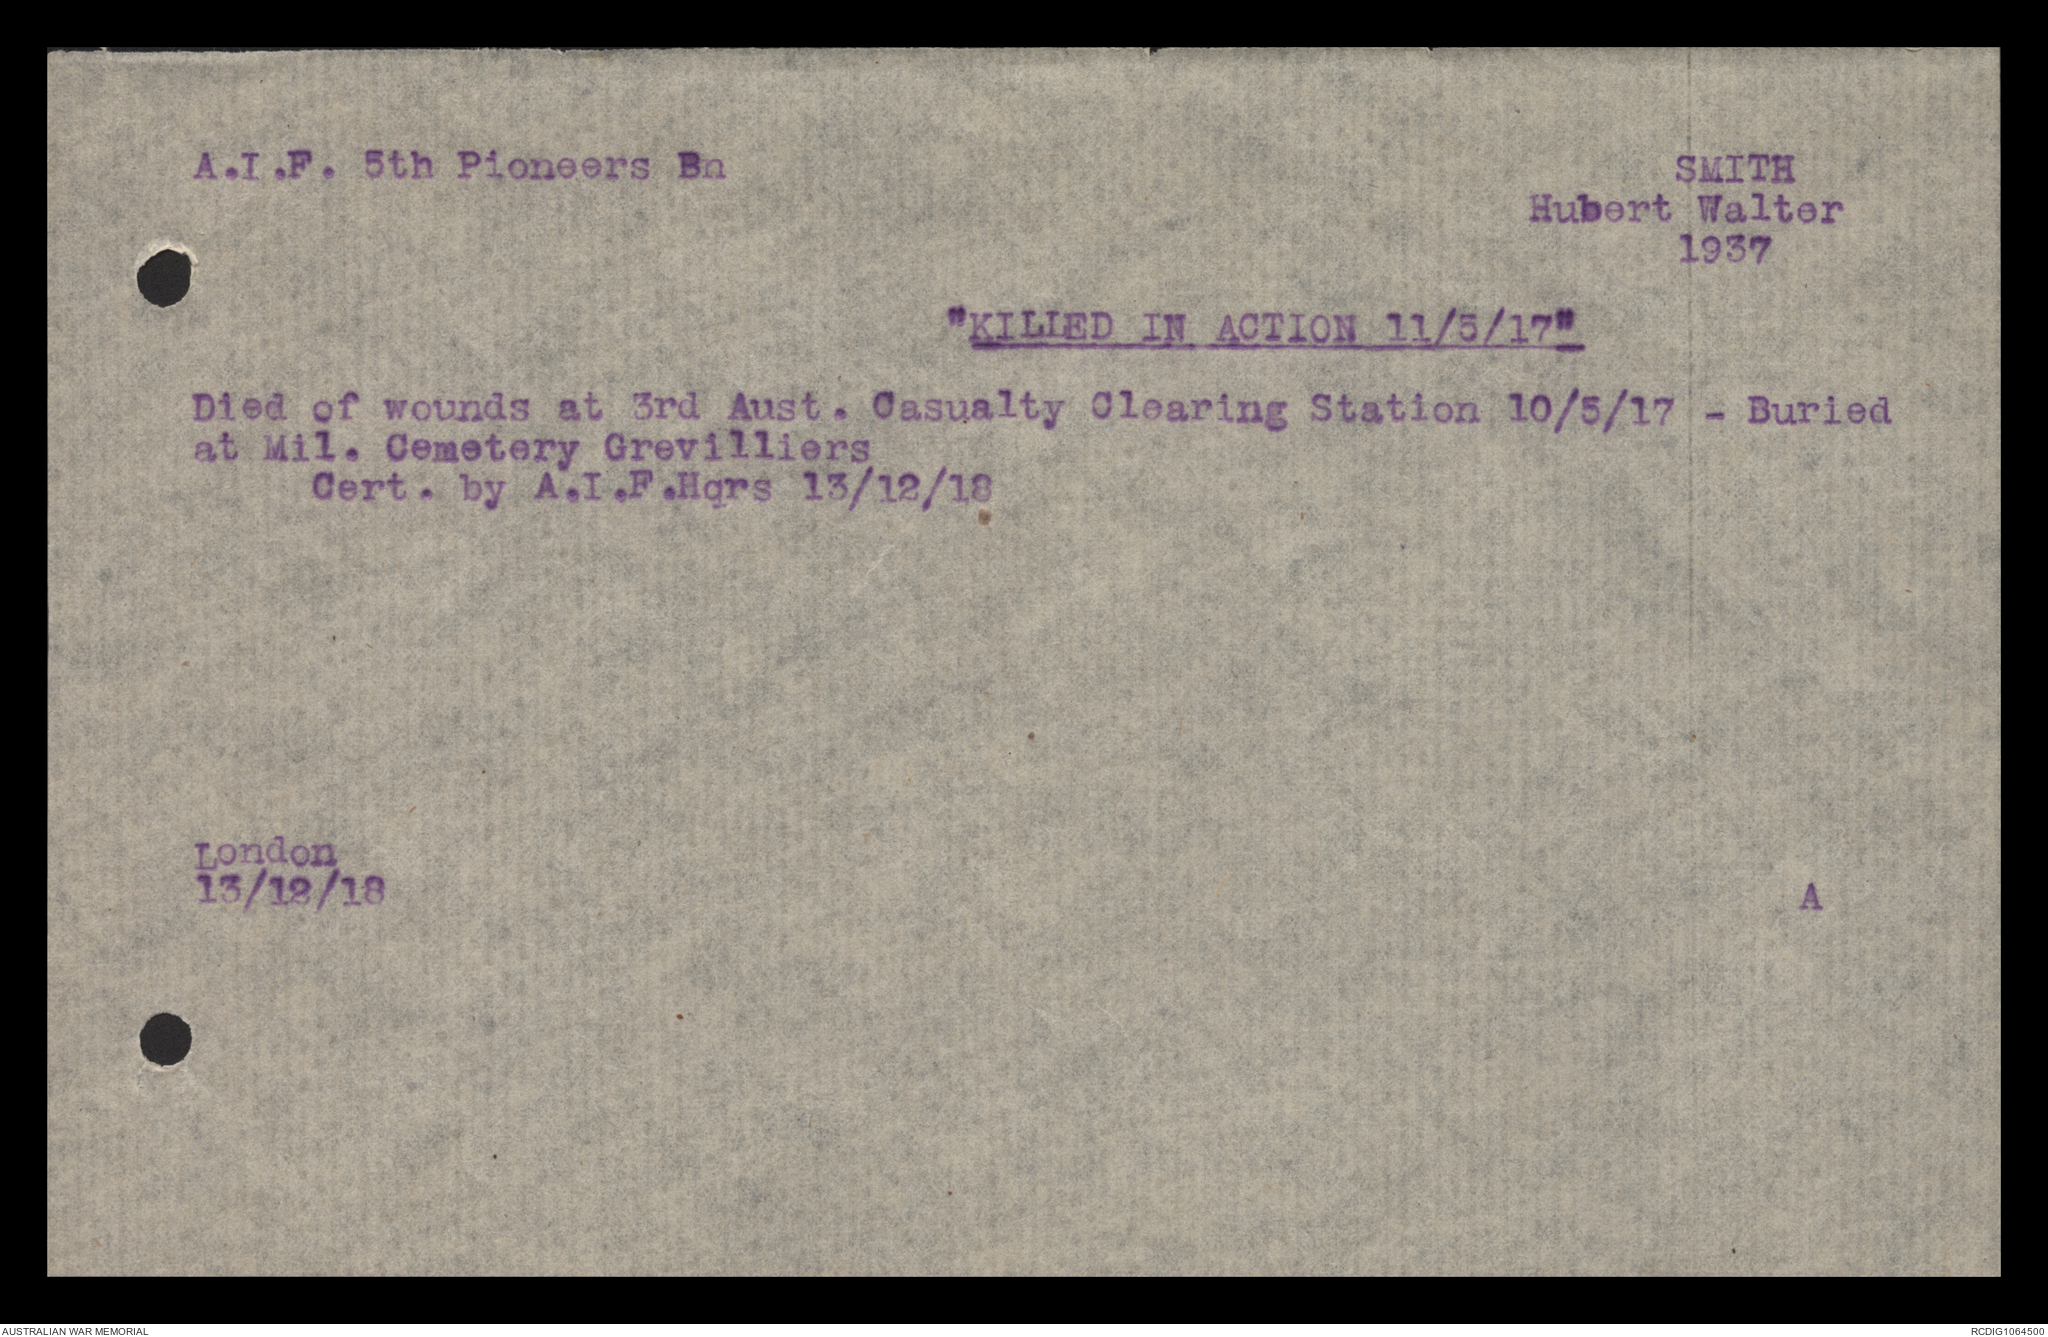 A.I.F. 5th Pioneers Bn
SMITH
Hubert Walter
1937
"KILLED IN ACTION 11/5/17"
Died of wounds at 3rd Aust. Casualty Clearing Station 10/5/17 - Buried
at Mil. Cemetery Grevilliers
Cert. by A.I.F.Hqrs 13/12/18
London
13/12/18
A
AUSTRALIAN WAR MEMORIAL
RCDIG1064500